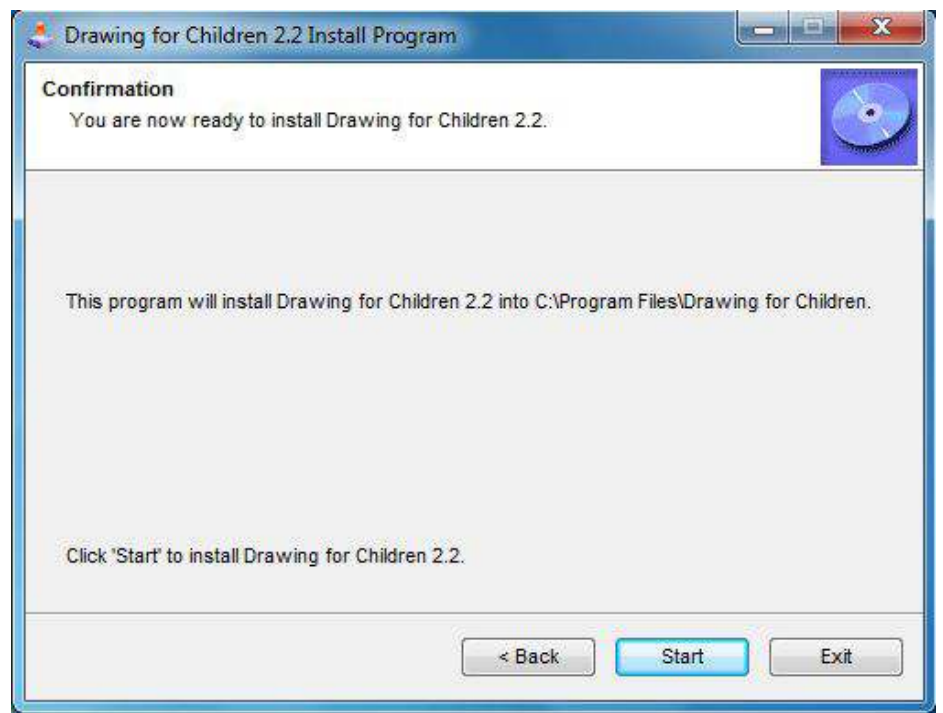 Drawing for Children 2.2 Install Program
Confirmation
You are now ready to install Drawing for Children 2.2.
This program will install Drawing for Children 2.2 into C:\Program Files\Drawing for Children.
Click 'Start' to install Drawing for Children 2.2.
< Back
Start
Exit